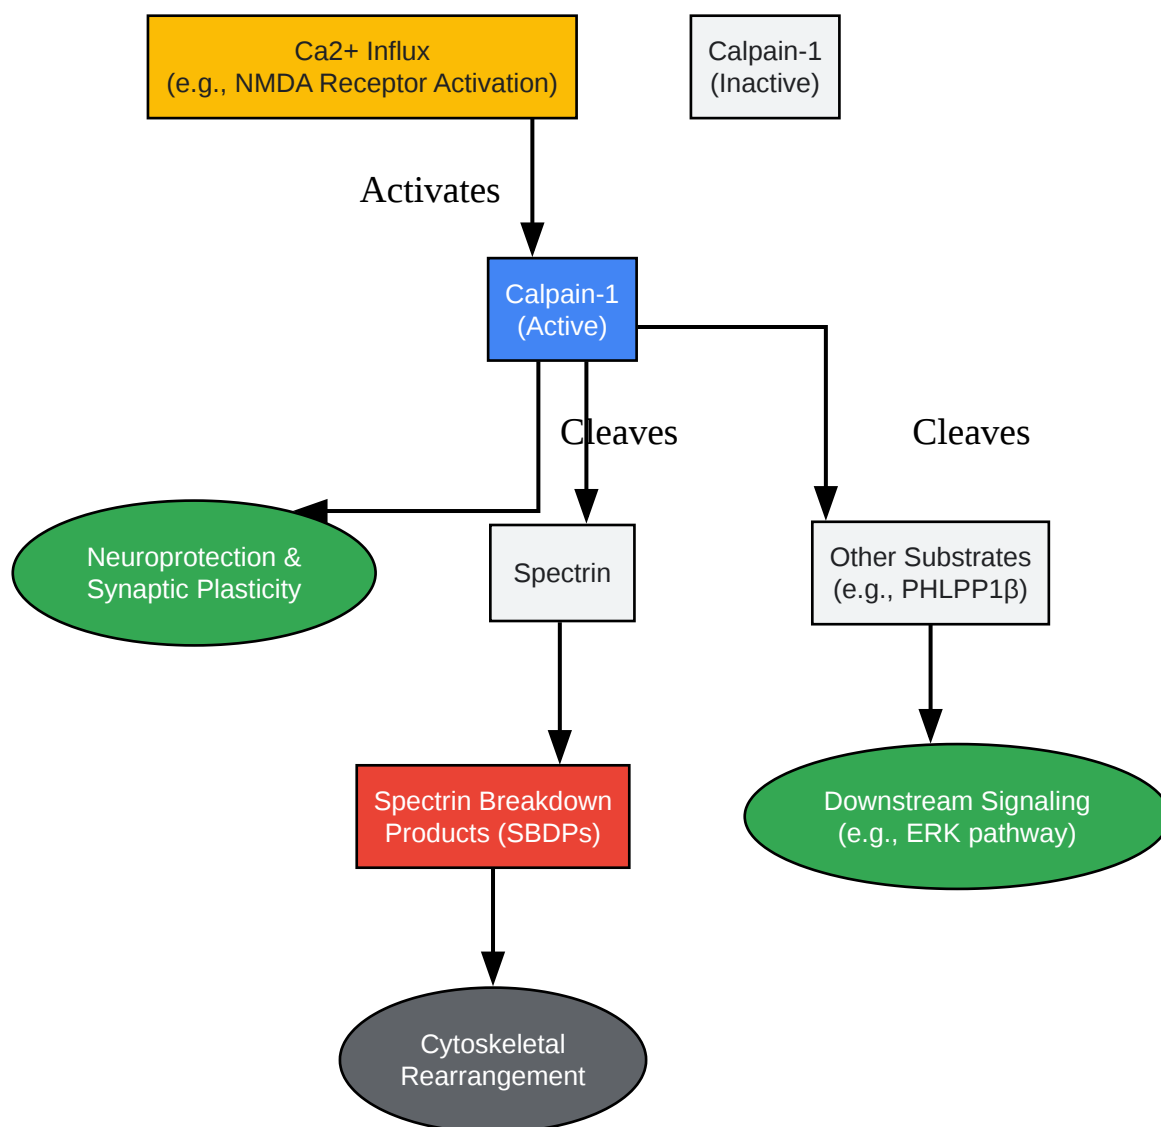 Ca2+ Influx
(e.g., NMDA Receptor Activation)
Calpain-1
(Inactive)
Activates
Calpain-1
(Active)
Cleaves
Cleaves
Neuroprotection &
Synaptic Plasticity
Spectrin
Other Substrates
(e.g., PHLPP1β)
Spectrin Breakdown
Products (SBDPs)
Downstream Signaling
(e.g., ERK pathway)
Cytoskeletal
Rearrangement